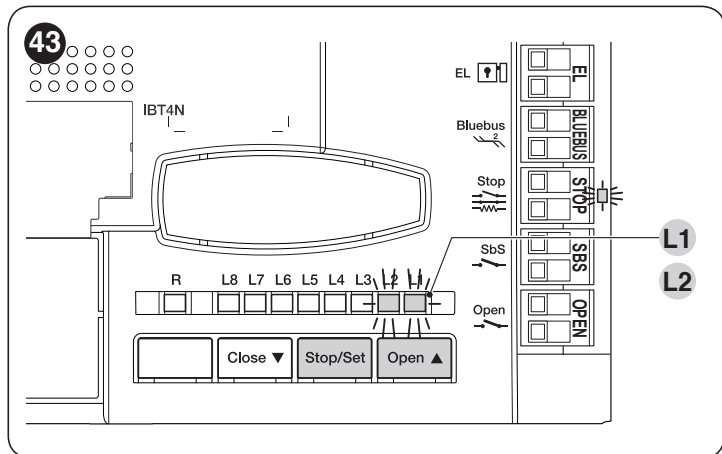 43
IBT4N
EL
EL
Bluebus
2
BLUEBUS
Stop
STOP
SbS
SBS
Open
OPEN
L1
L2
R L8 L7 L6 L5 L4 L3 L2 L1
Close ▼ Stop/Set Open ▲